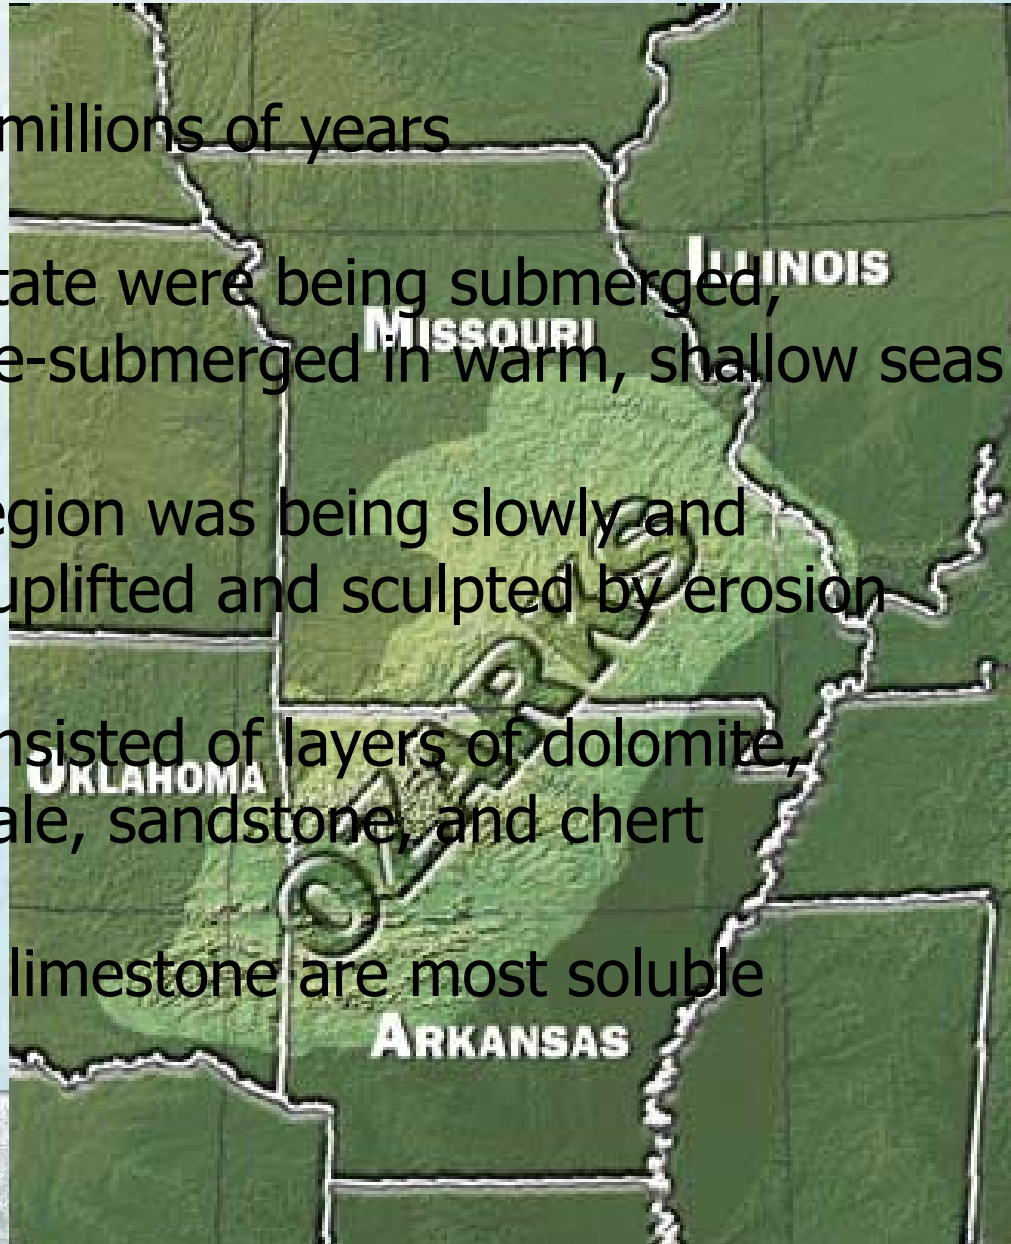 millions of years
tate were being submerged,
ILLINOIS
MISSOURI
e-submerged in warm, shallow seas
egion was being slowly and
uplifted and sculpted by erosion
OZARKS
nsisted of layers of dolomite,
OKLAHOMA
ale, sandstone, and chert
limestone are most soluble
ARKANSAS